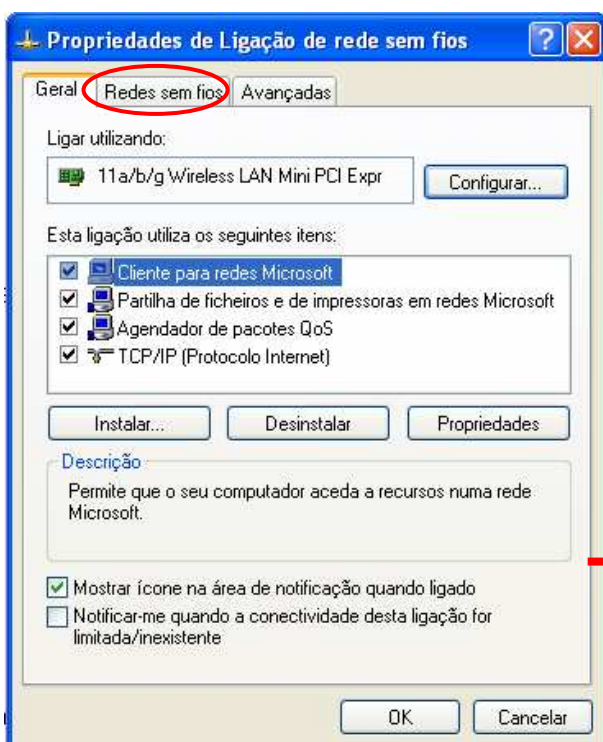 Propriedades de Ligação de rede sem fios
Geral Redes sem fios Avançadas
Ligar utilizando:
11a/b/g Wireless LAN Mini PCI Expr Configurar...
Esta ligação utiliza os seguintes itens:
Cliente para redes Microsoft
Partilha de ficheiros e de impressoras em redes Microsoft
Agendador de pacotes QoS
TCP/IP (Protocolo Internet)
Instalar... Desinstalar Propriedades
Descrição
Permite que o seu computador aceda a recursos numa rede
Microsoft.
Mostrar ícone na área de notificação quando ligado
Notificar-me quando a conectividade desta ligação for
limitada/inexistente
OK Cancelar